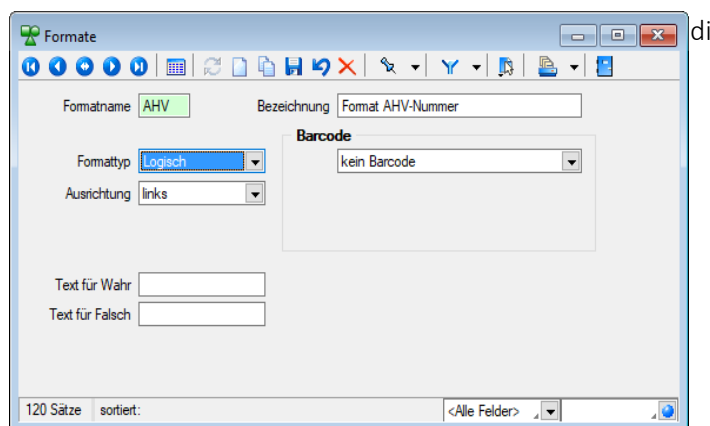 Formate
di
Formatname AHV Bezeichnung Format AHV-Nummer
Barcode
Formattyp Logisch kein Barcode
Ausrichtung links
Text für Wahr
Text für Falsch
120 Sätze sortiert: <Alle Felder>